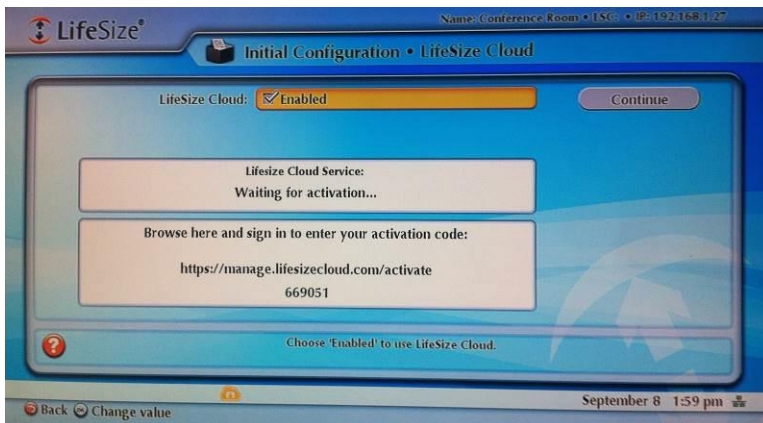 LifeSize®
Name: Conference Room • LSC: • IP: 192.168.1.27
Initial Configuration • LifeSize Cloud
LifeSize Cloud: Enabled
Continue
Lifesize Cloud Service:
Waiting for activation...
Browse here and sign in to enter your activation code:
https://manage.lifesizecloud.com/activate
669051
?
Choose 'Enabled' to use LifeSize Cloud.
September 8 1:59 pm
Back OK Change value